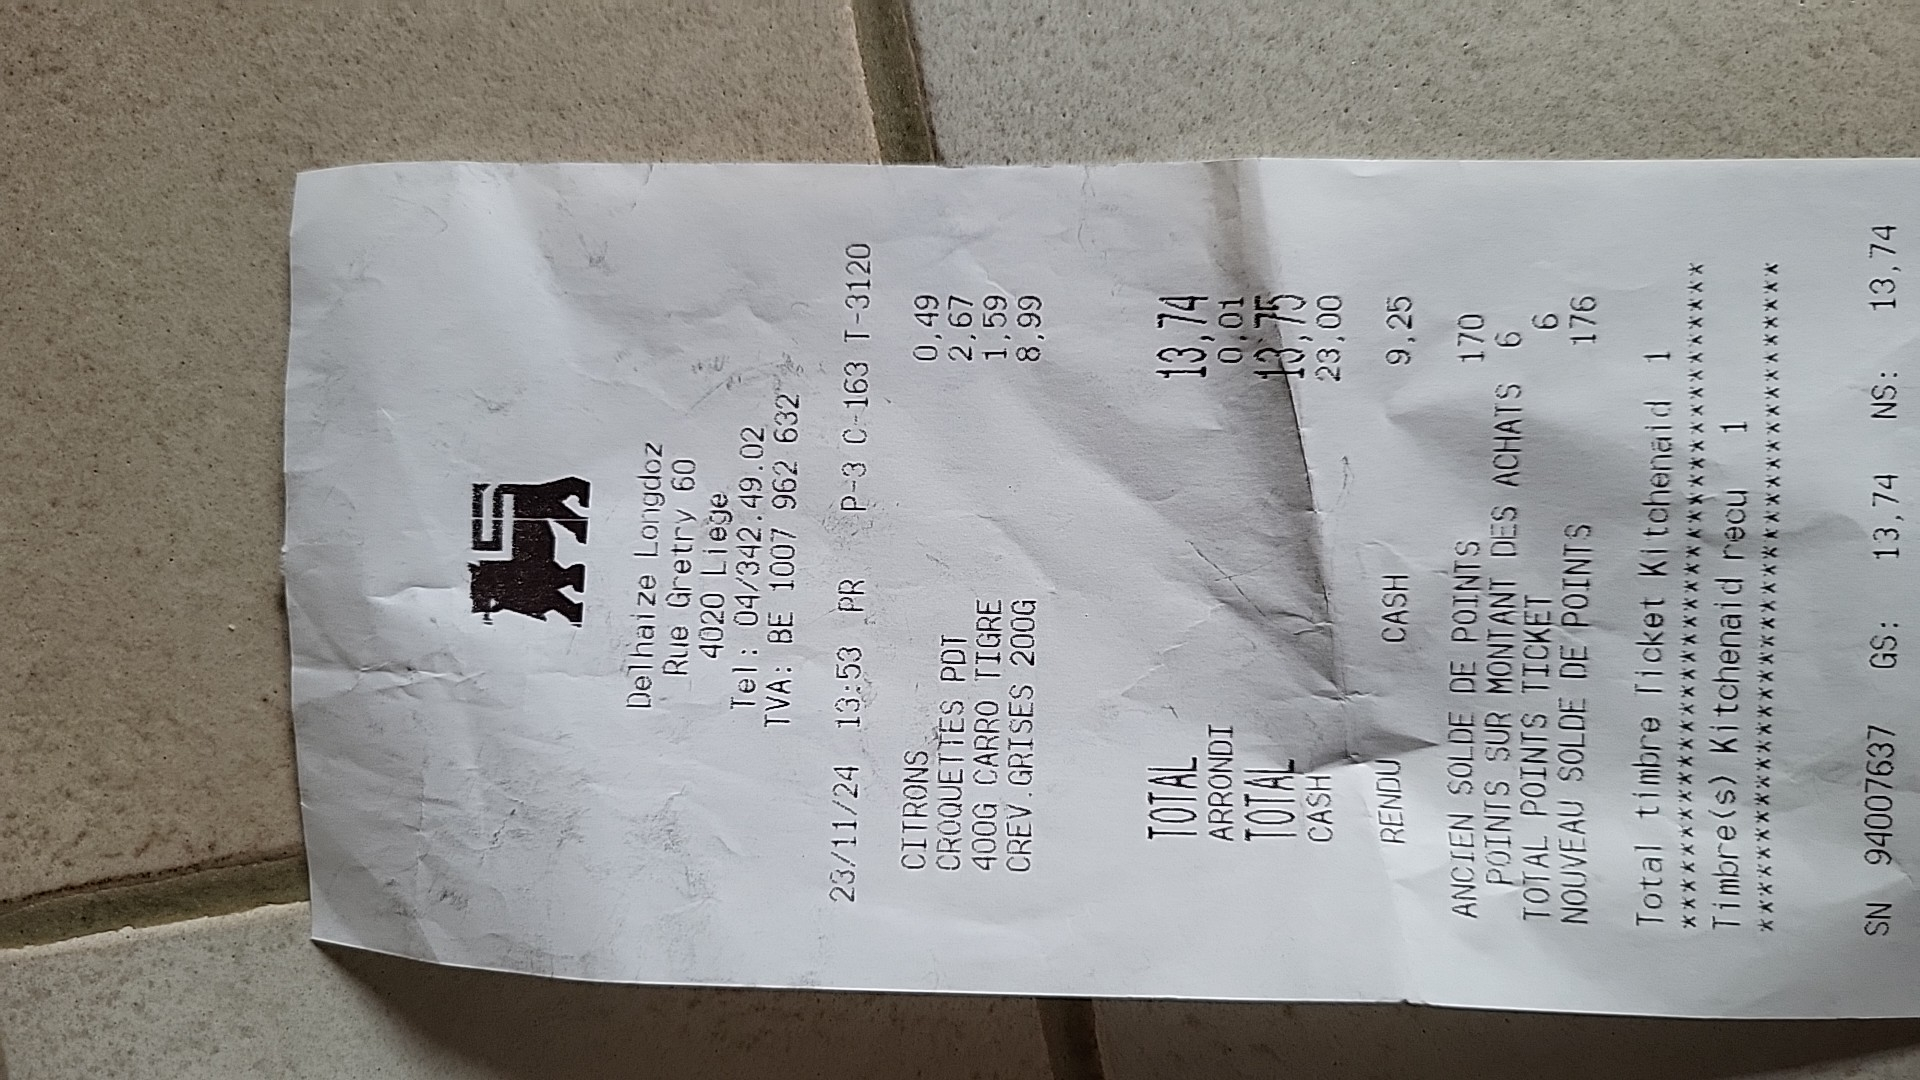 Delhaize Longdoz
Rue Gretry 60
4020 Liege
Tel: 04/342.49.02
TVA: BE 1007 962 632
23/11/24 13:53 PR P-3 C-163 T-3120
CITRONS 0,49
CROQUETTES PDT 2,67
400G CARRO TIGRE 1,59
CREV.GRISES 200G 8,99
TOTAL 13,74
ARRONDI 0,01
TOTAL 13,75
CASH 23,00
RENDU CASH 9,25
ANCIEN SOLDE DE POINTS 170
POINTS SUR MONTANT DES ACHATS 6
TOTAL POINTS TICKET 6
NOUVEAU SOLDE DE POINTS 176
Total timbre Ticket Kitchenaid 1
****************************************
Timbre(s) Kitchenaid recu 1
****************************************
SN 94007637 GS: 13,74 NS: 13,74